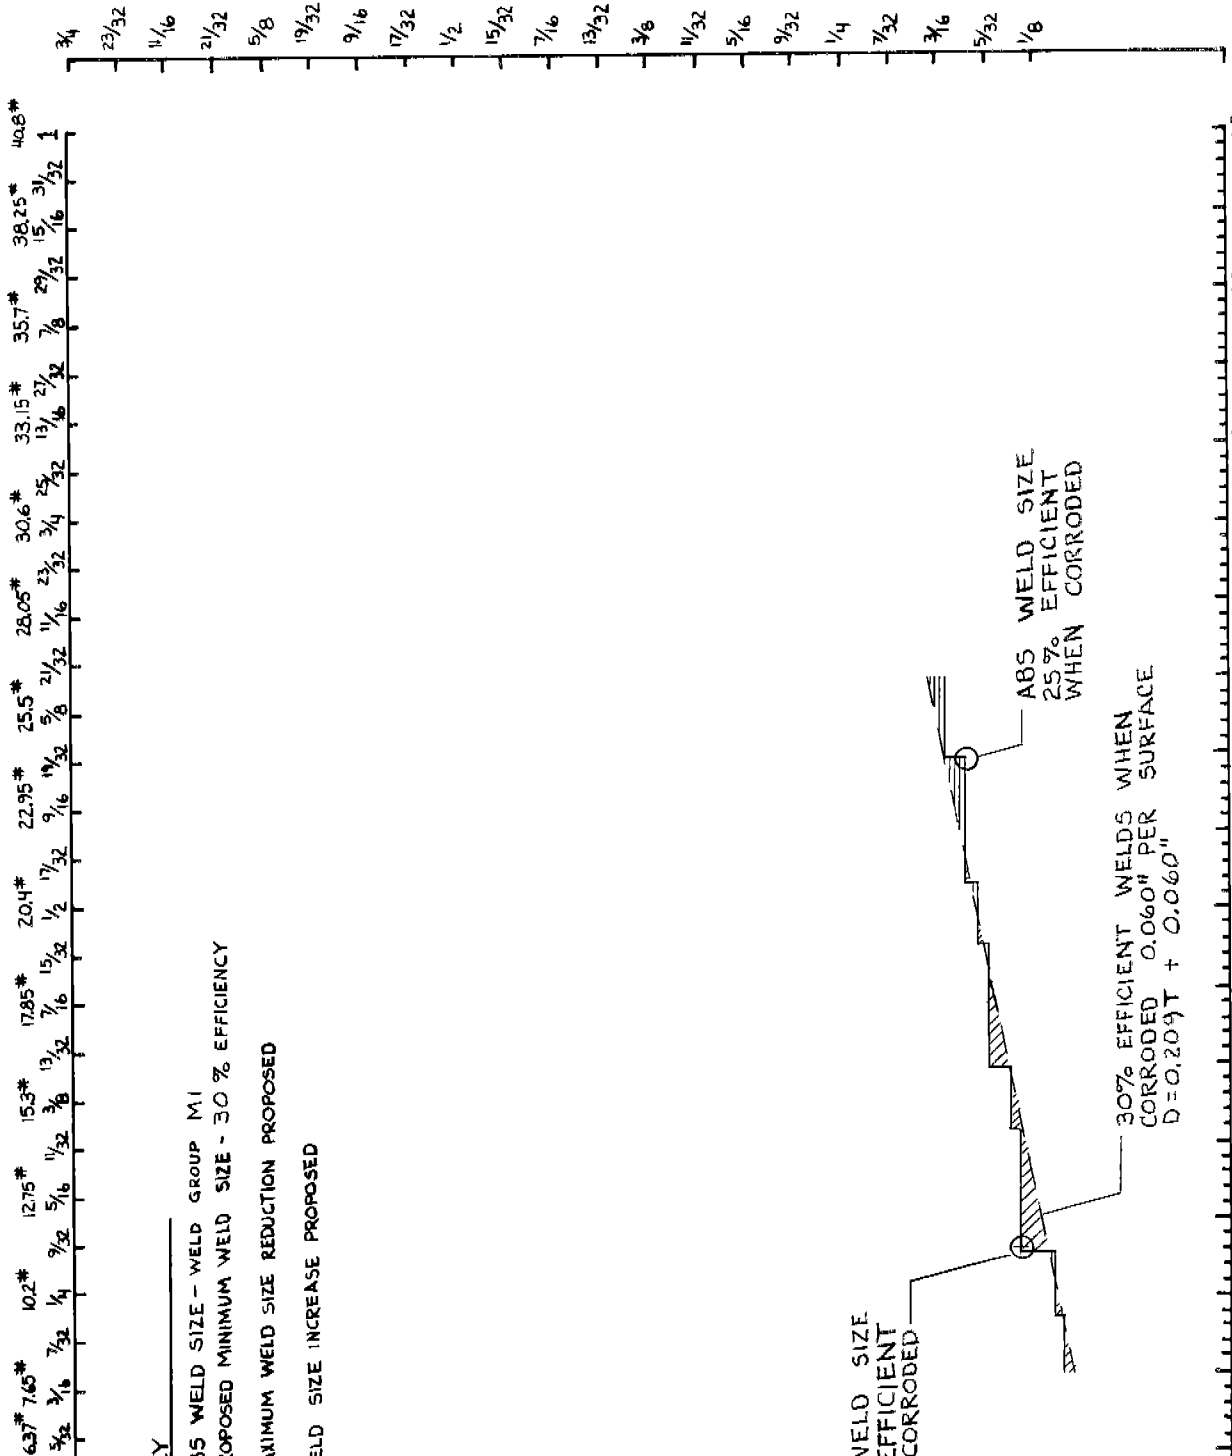 3/4
23/32
11/16
21/32
5/8
19/32
9/16
17/32
1/2
15/32
7/16
13/32
3/8
11/32
5/16
9/32
1/4
7/32
3/16
5/32
1/8
6.37# 7.65# 10.2# 12.75# 15.3# 17.85# 20.4# 22.95# 25.5# 28.05# 30.6# 33.15# 35.7# 38.25# 40.8#
5/32 3/16 7/32 1/4 9/32 5/16 11/32 3/8 13/32 7/16 15/32 1/2 17/32 9/16 19/32 5/8 21/32 11/16 23/32 3/4 25/32 13/16 27/32 7/8 29/32 15/16 31/32 1
Y
BS WELD SIZE - WELD GROUP M1
OPOSED MINIMUM WELD SIZE - 30 % EFFICIENCY
XIMUM WELD SIZE REDUCTION PROPOSED
ELD SIZE INCREASE PROPOSED
WELD SIZE
EFFICIENT
CORRODED
30% EFFICIENT WELDS WHEN
CORRODED 0.060" PER SURFACE
D=0.209T + 0.060"
ABS WELD SIZE
25% EFFICIENT
WHEN CORRODED